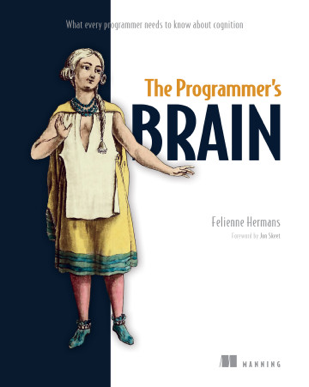 What every programmer needs to know about cognition
The Programmer's
BRAIN
Felienne Hermans
Foreword by Jon Skeet
MANNING